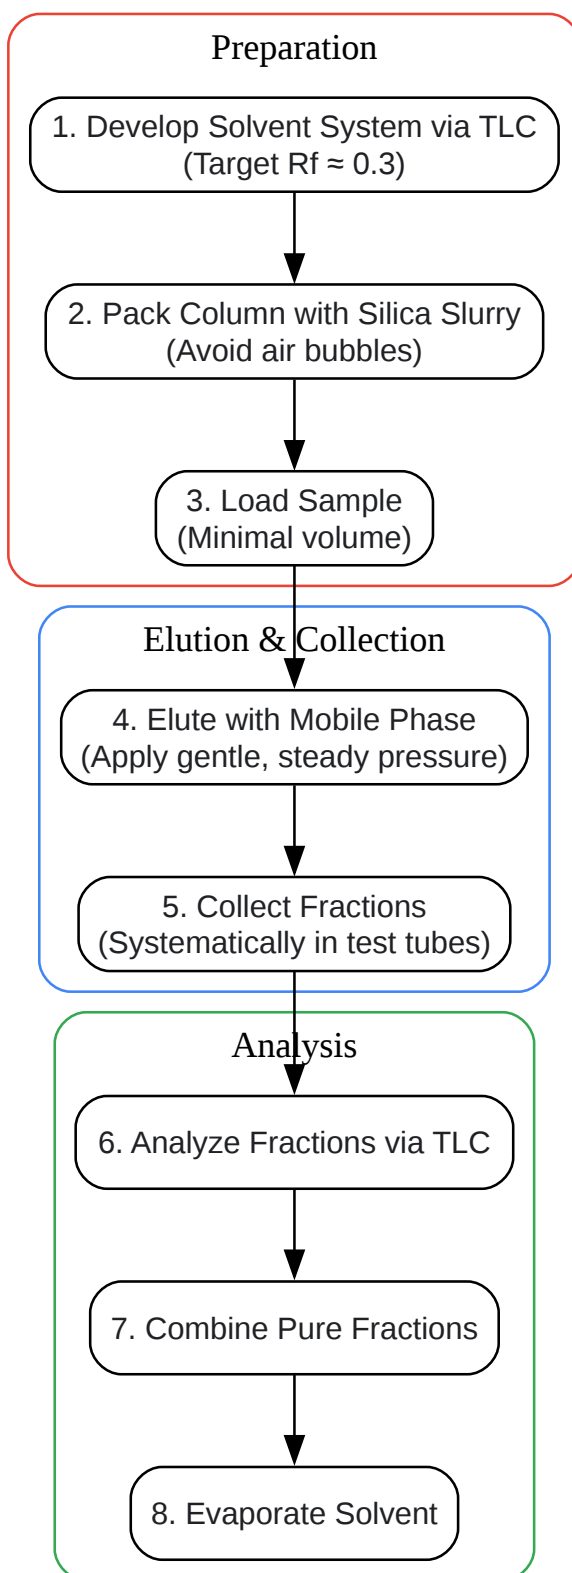 Preparation
1. Develop Solvent System via TLC
(Target Rf ≈ 0.3)
2. Pack Column with Silica Slurry
(Avoid air bubbles)
3. Load Sample
(Minimal volume)
Elution & Collection
4. Elute with Mobile Phase
(Apply gentle, steady pressure)
5. Collect Fractions
(Systematically in test tubes)
Analysis
6. Analyze Fractions via TLC
7. Combine Pure Fractions
8. Evaporate Solvent